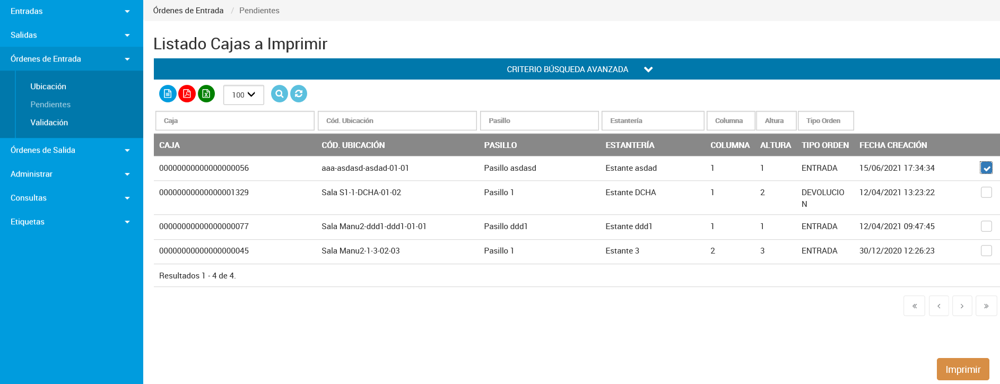 Entradas
Salidas
Órdenes de Entrada
Ubicación
Pendientes
Validación
Órdenes de Salida
Administrar
Consultas
Etiquetas
Órdenes de Entrada / Pendientes
Listado Cajas a Imprimir
CRITERIO BÚSQUEDA AVANZADA
100
Caja Cód. Ubicación Pasillo Estantería Columna Altura Tipo Orden
CAJA CÓD. UBICACIÓN PASILLO ESTANTERÍA COLUMNA ALTURA TIPO ORDEN FECHA CREACIÓN
00000000000000000056 aaa-asdasd-asdad-01-01 Pasillo asdasd Estante asdad 1 1 ENTRADA 15/06/2021 17:34:34
00000000000000001329 Sala S1-1-DCHA-01-02 Pasillo 1 Estante DCHA 1 2 DEVOLUCIO 12/04/2021 13:23:22
N
00000000000000000077 Sala Manu2-ddd1-ddd1-01-01 Pasillo ddd1 Estante ddd1 1 1 ENTRADA 12/04/2021 09:47:45
00000000000000000045 Sala Manu2-1-3-02-03 Pasillo 1 Estante 3 2 3 ENTRADA 30/12/2020 12:26:23
Resultados 1 - 4 de 4.
« ‹ › »
Imprimir